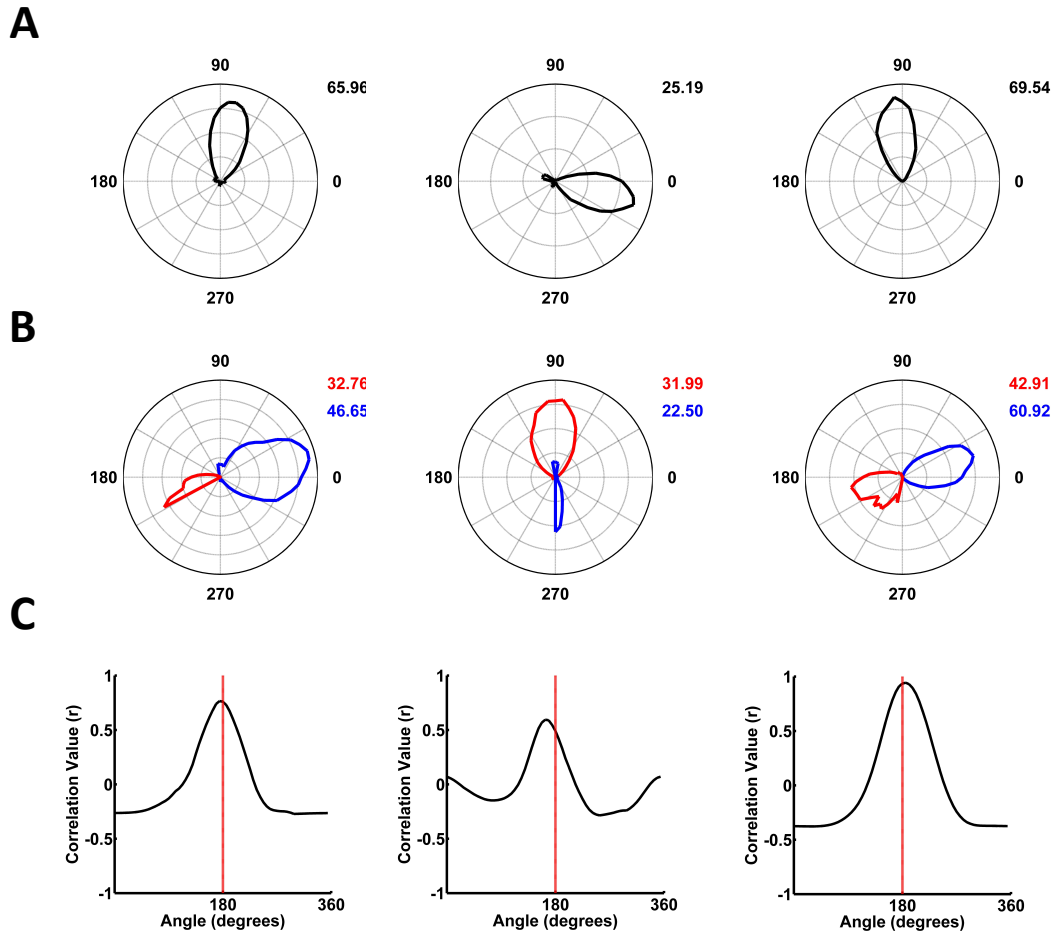 A
90 90 90
65.96 25.19 69.54
180 0 180 0 180 0
270 270 270
B
90 90 90
32.76 31.99 42.91
46.65 22.50 60.92
180 0 180 0 180 0
270 270 270
C
1 1 1
0.5 0.5 0.5
0 0 0
-0.5 -0.5 -0.5
-1 -1 -1
Correlation Value (r) Correlation Value (r) Correlation Value (r)
180 360 180 360 180 360
Angle (degrees) Angle (degrees) Angle (degrees)